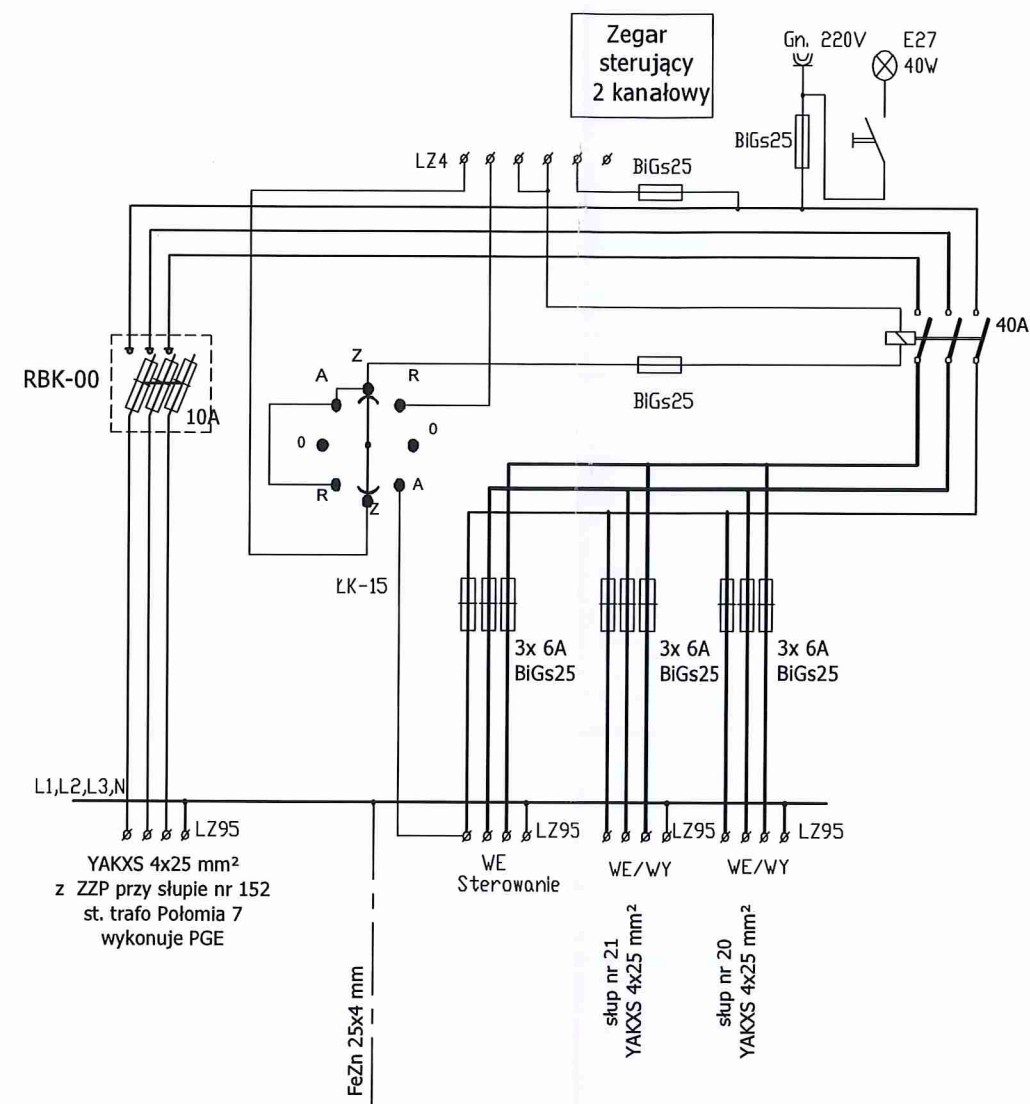 Zegar
sterujący
2 kanałowy
Gn. 220V
E27
40W
BiGs25
LZ4
BiGs25
40A
RBK-00
10A
A
Z
R
0
0
R
Z
A
BiGs25
ŁK-15
3x 6A
BiGs25
3x 6A
BiGs25
3x 6A
BiGs25
L1,L2,L3,N
LZ95
LZ95
LZ95
LZ95
YAKXS 4x25 mm²
z ZZP przy słupie nr 152
st. trafo Połomia 7
wykonuje PGE
WE
Sterowanie
WE/WY
WE/WY
FeZn 25x4 mm
słup nr 21
YAKXS 4x25 mm²
słup nr 20
YAKXS 4x25 mm²